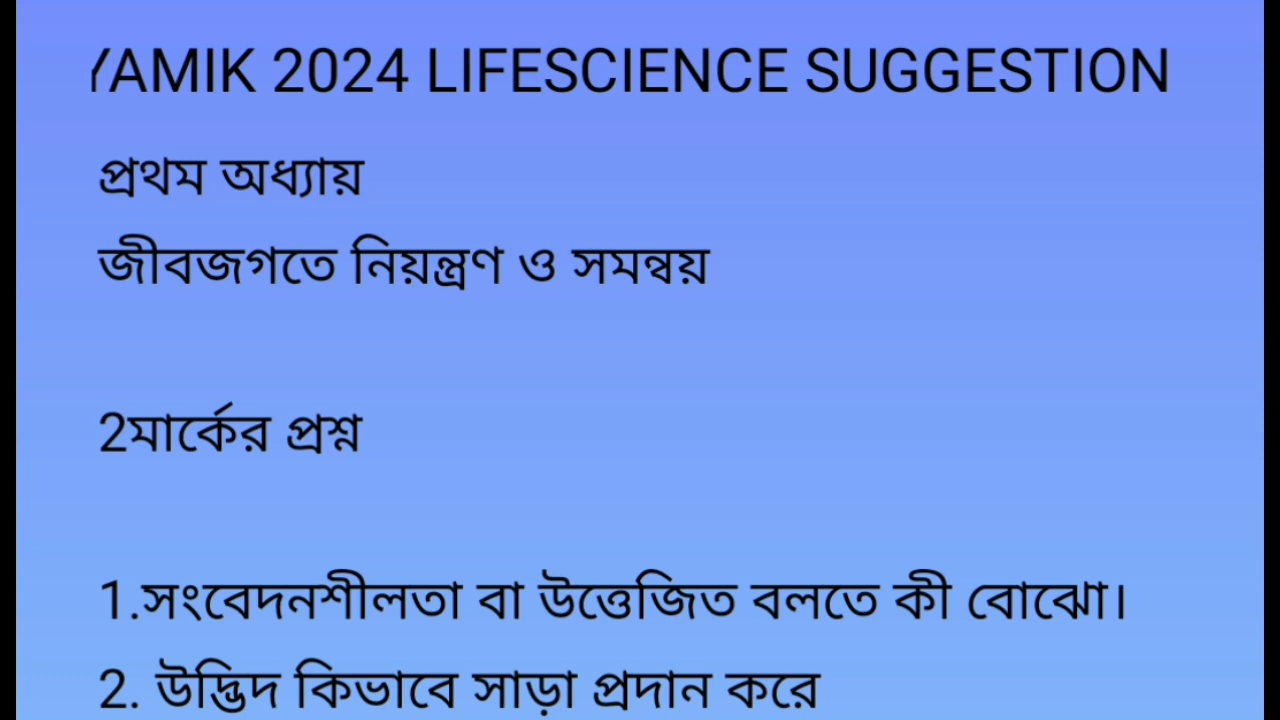 YAMIK 2024 LIFESCIENCE SUGGESTION
প্রথম অধ্যায়
জীবজগতে নিয়ন্ত্রণ ও সমন্বয়
2মার্কের প্রশ্ন
1.সংবেদনশীলতা বা উত্তেজিত বলতে কী বোঝো।
2. উদ্ভিদ কিভাবে সাড়া প্রদান করে